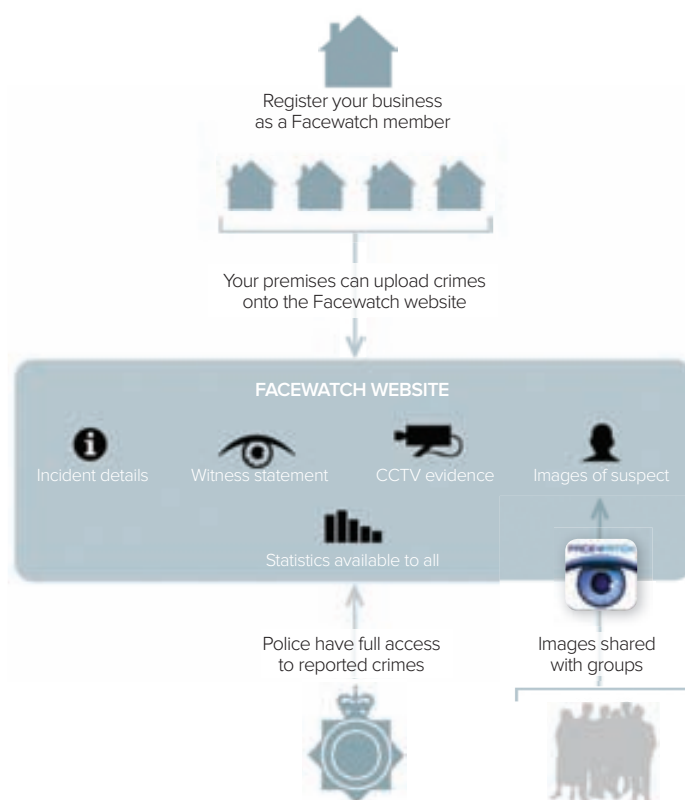 Register your business
as a Facewatch member
Your premises can upload crimes
onto the Facewatch website
FACEWATCH WEBSITE
Incident details
Witness statement
CCTV evidence
Images of suspect
Statistics available to all
FACEWATCH
Police have full access
to reported crimes
Images shared
with groups